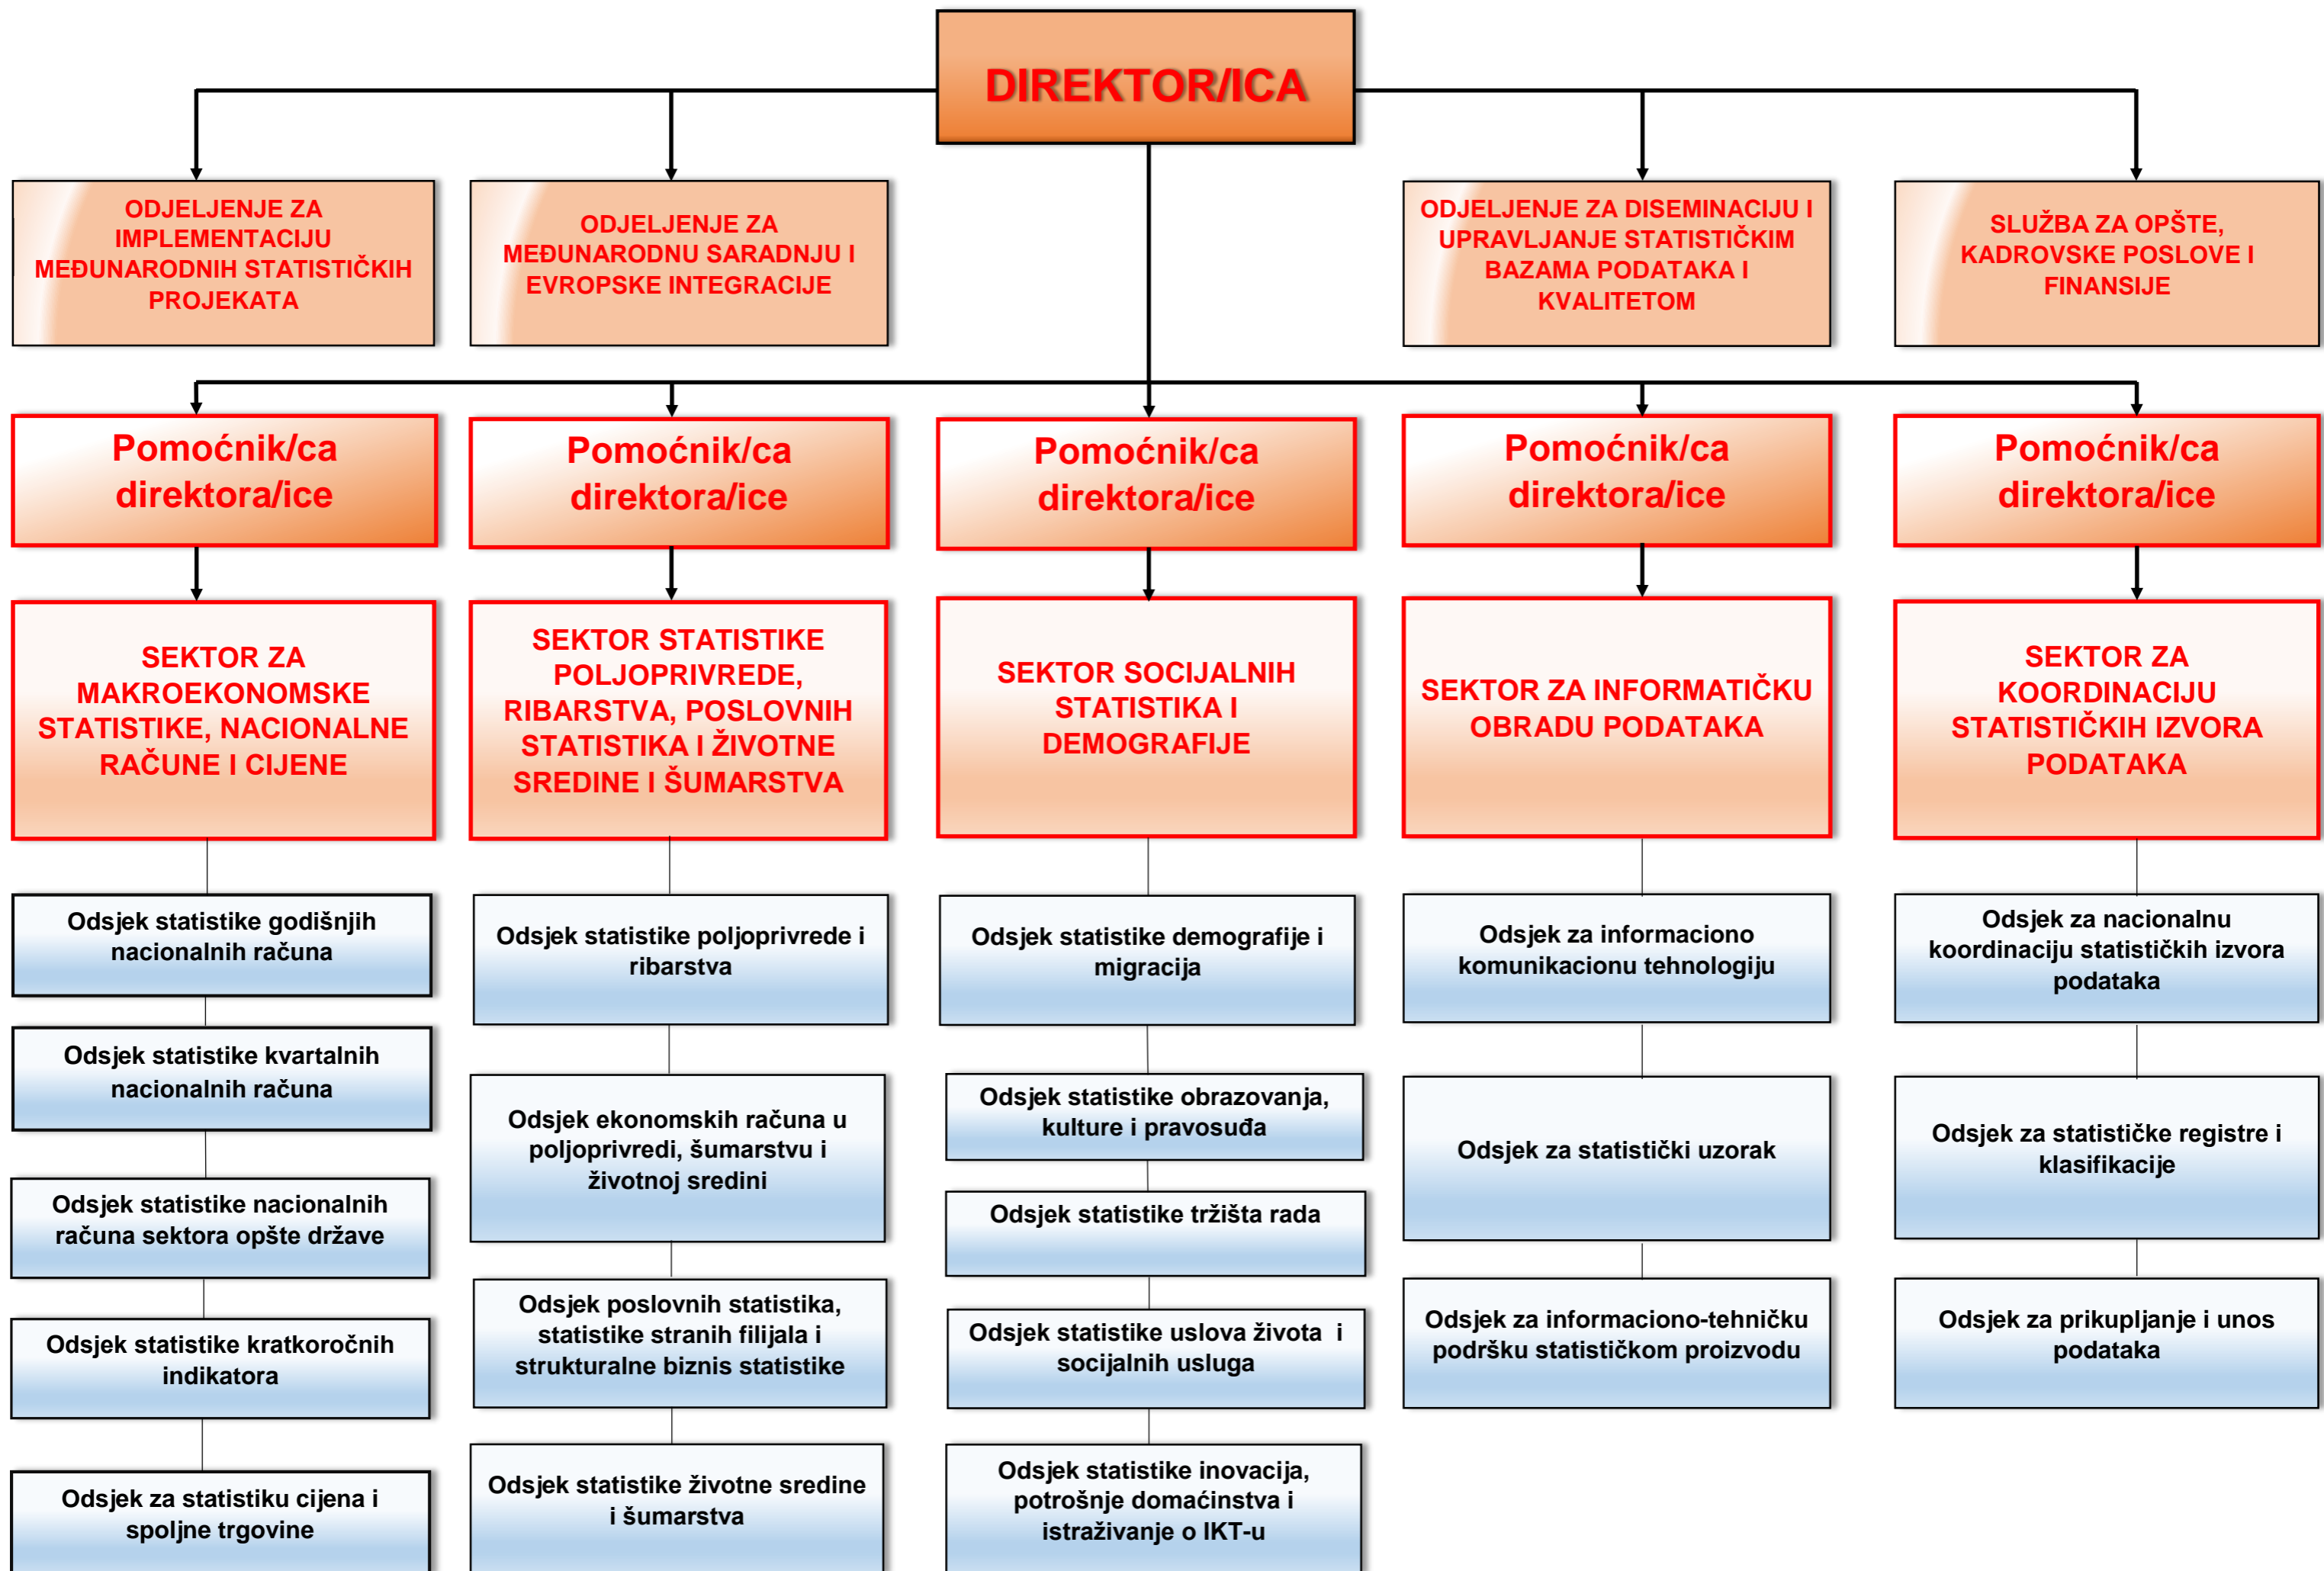 DIREKTOR/ICA
ODJELJENJE ZA
IMPLEMENTACIJU
MEĐUNARODNIH STATISTIČKIH
PROJEKATA
ODJELJENJE ZA
MEĐUNARODNU SARADNJU I
EVROPSKE INTEGRACIJE
ODJELJENJE ZA DISEMINACIJU I
UPRAVLJANJE STATISTIČKIM
BAZAMA PODATAKA I
KVALITETOM
SLUŽBA ZA OPŠTE,
KADROVSKE POSLOVE I
FINANSIJE
Pomoćnik/ca
direktora/ice
Pomoćnik/ca
direktora/ice
Pomoćnik/ca
direktora/ice
Pomoćnik/ca
direktora/ice
Pomoćnik/ca
direktora/ice
SEKTOR ZA
MAKROEKONOMSKE
STATISTIKE, NACIONALNE
RAČUNE I CIJENE
SEKTOR STATISTIKE
POLJOPRIVREDE,
RIBARSTVA, POSLOVNIH
STATISTIKA I ŽIVOTNE
SREDINE I ŠUMARSTVA
SEKTOR SOCIJALNIH
STATISTIKA I
DEMOGRAFIJE
SEKTOR ZA INFORMATIČKU
OBRADU PODATAKA
SEKTOR ZA
KOORDINACIJU
STATISTIČKIH IZVORA
PODATAKA
Odsjek statistike godišnjih
nacionalnih računa
Odsjek statistike poljoprivrede i
ribarstva
Odsjek statistike demografije i
migracija
Odsjek za informaciono
komunikacionu tehnologiju
Odsjek za nacionalnu
koordinaciju statističkih izvora
podataka
Odsjek statistike kvartalnih
nacionalnih računa
Odsjek ekonomskih računa u
poljoprivredi, šumarstvu i
životnoj sredini
Odsjek statistike obrazovanja,
kulture i pravosuđa
Odsjek za statistički uzorak
Odsjek za statističke registre i
klasifikacije
Odsjek statistike nacionalnih
računa sektora opšte države
Odsjek statistike tržišta rada
Odsjek statistike kratkoročnih
indikatora
Odsjek poslovnih statistika,
statistike stranih filijala i
strukturalne biznis statistike
Odsjek statistike uslova života i
socijalnih usluga
Odsjek za informaciono-tehničku
podršku statističkom proizvodu
Odsjek za prikupljanje i unos
podataka
Odsjek za statistiku cijena i
spoljne trgovine
Odsjek statistike životne sredine
i šumarstva
Odsjek statistike inovacija,
potrošnje domaćinstva i
istraživanje o IKT-u